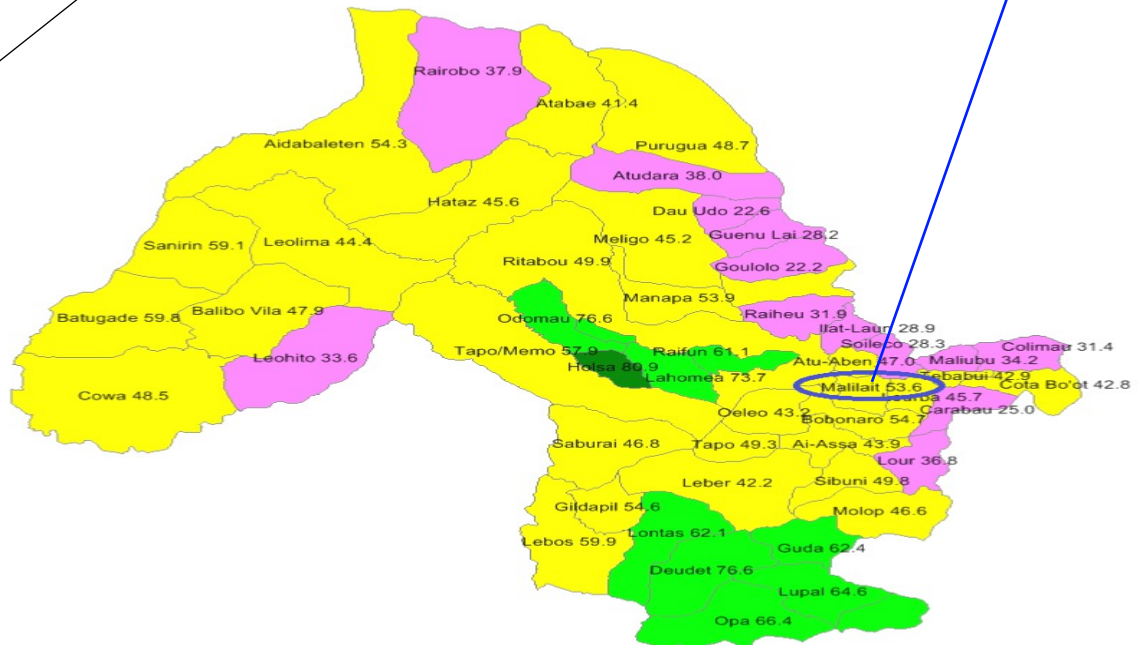 Rairobo 37.9
Atabae 41.4
Aidabaleten 54.3
Purugua 48.7
Atudara 38.0
Hataz 45.6
Dau Udo 22.6
Guenu Lai 28.2
Meligo 45.2
Sanirin 59.1
Leolima 44.4
Ritabou 49.9
Goulolo 22.2
Manapa 53.9
Balibo Vila 47.9
Batugade 59.8
Raiheu 31.9
Odomau 76.6
Ilat-Laun 28.9
Soileco 28.3
Colimau 31.4
Leohito 33.6
Tapo/Memo 57.9
Raifun 61.1
Atu-Aben 47.0
Maliubu 34.2
Holsa 80.9
Lahomea 73.7
Tebabui 42.9
Malilait 53.6
Cota Bo'ot 42.8
Cowa 48.5
45.7
Carabau 25.0
Oeleo 43.2
Bobonaro 54.7
Saburai 46.8
Tapo 49.3
Ai-Assa 43.9
Lour 36.8
Leber 42.2
Sibuni 49.8
Gildapil 54.6
Molop 46.6
Lontas 62.1
Lebos 59.9
Guda 62.4
Deudet 76.6
Lupal 64.6
Opa 66.4